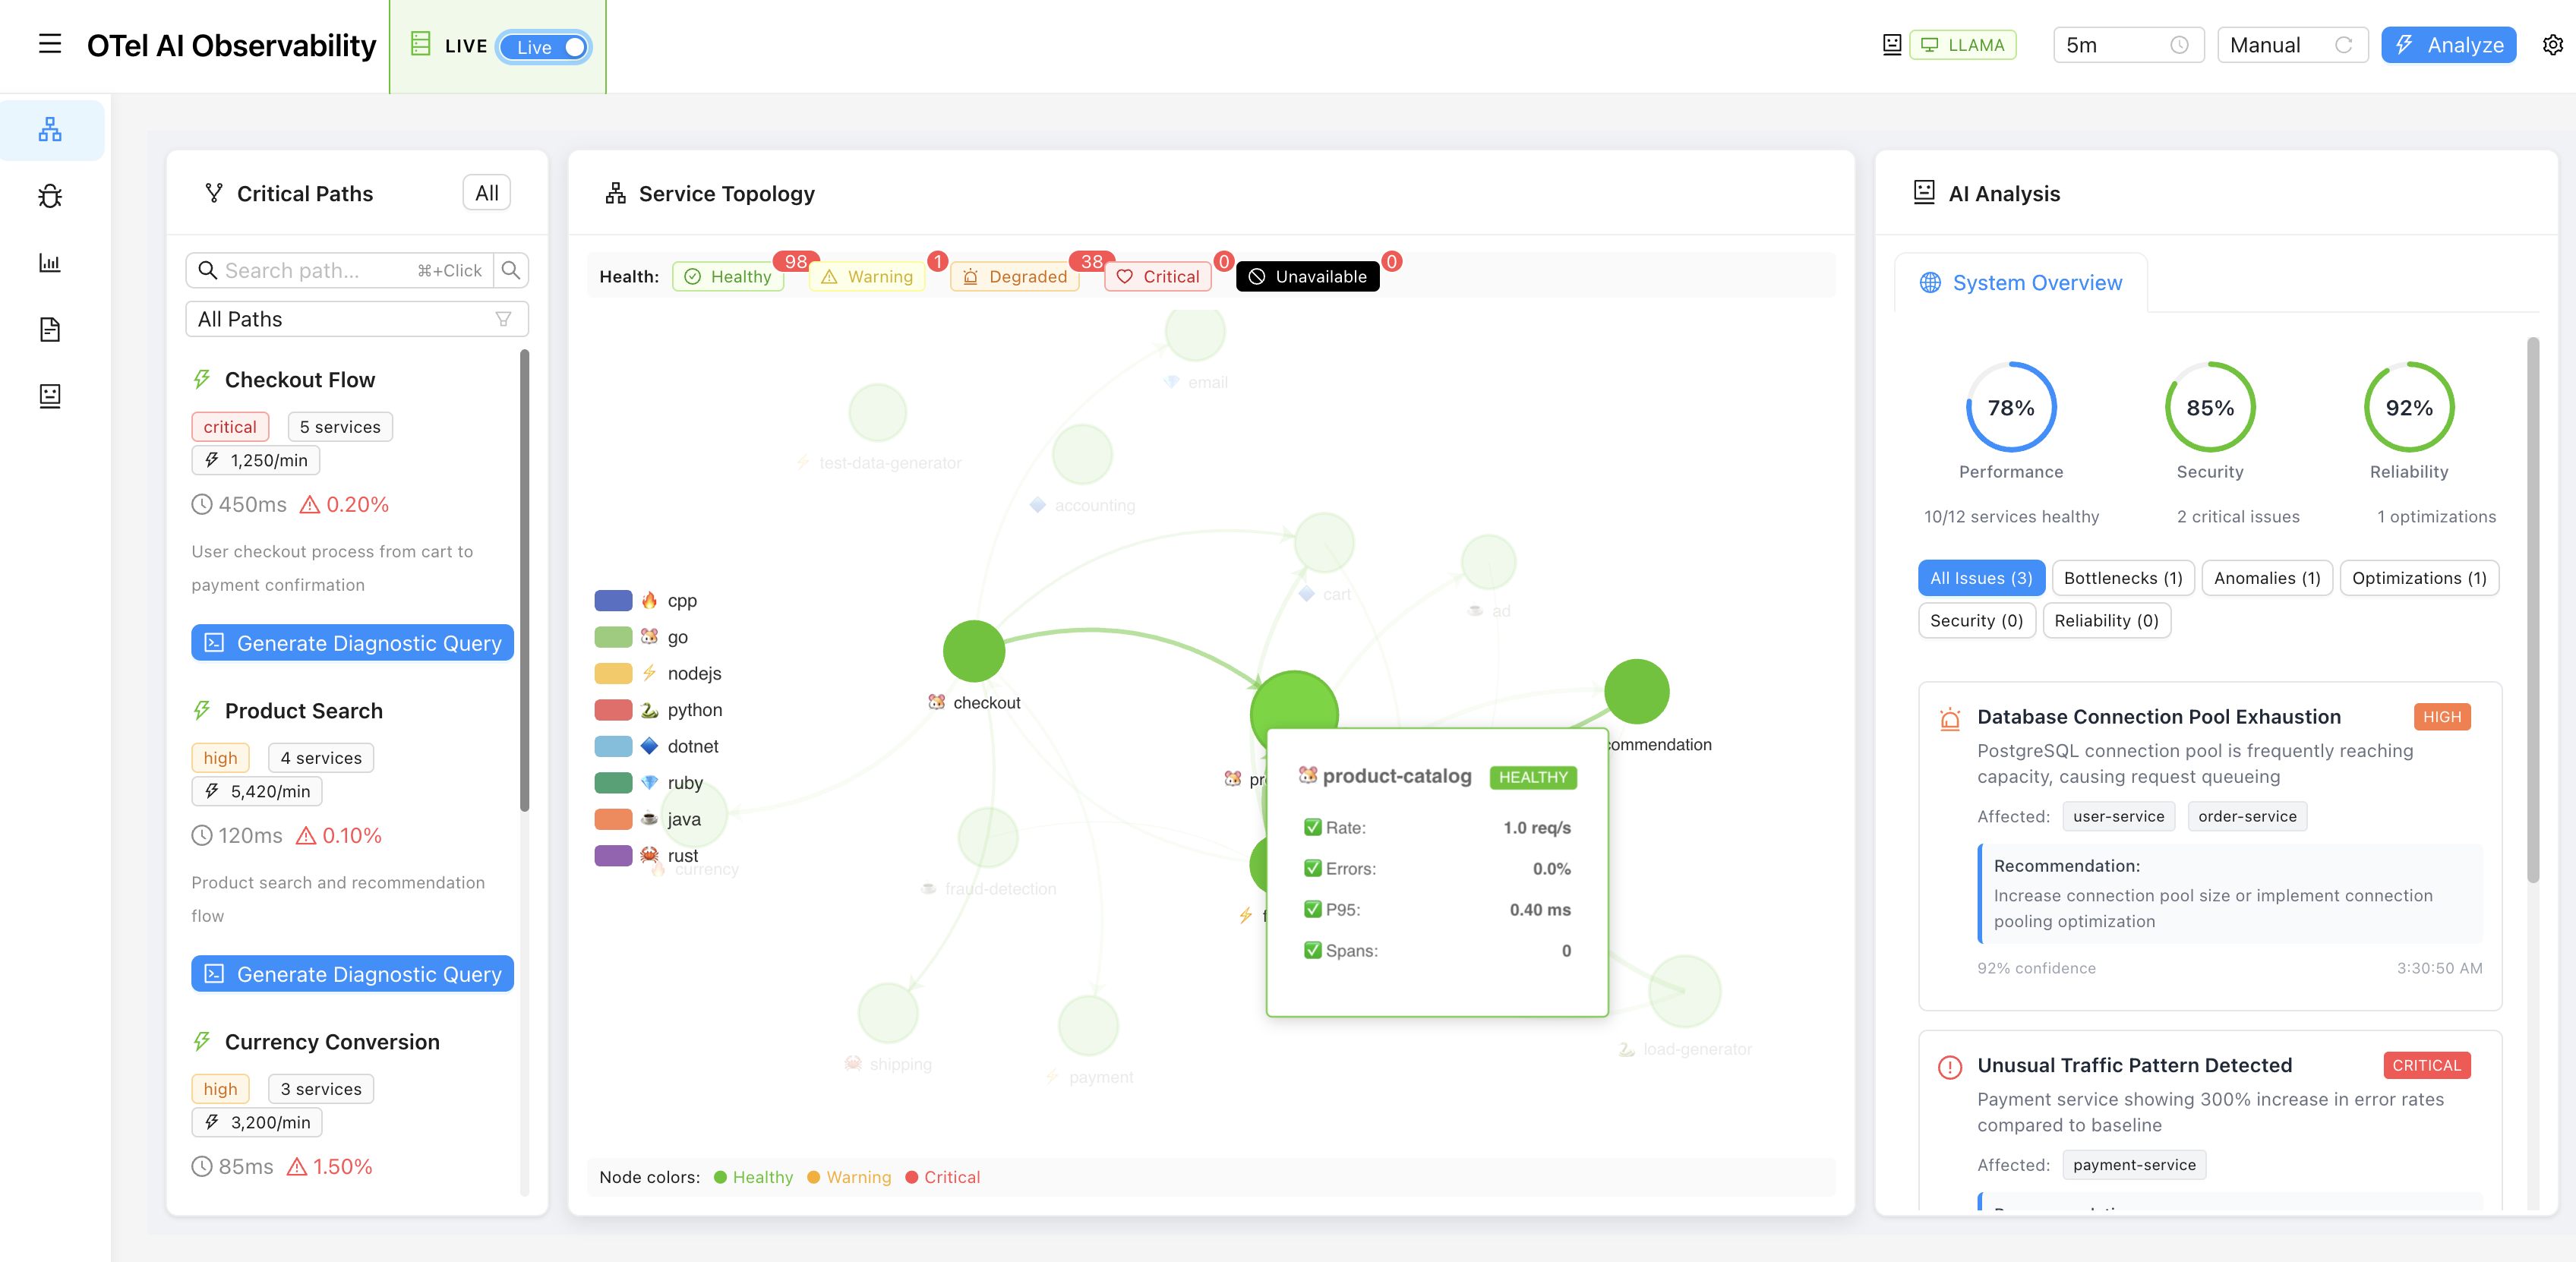 OTel AI Observability
LIVE
Live
LLAMA
5m
Manual
Analyze
Critical Paths
All
Search path...
⌘+Click
All Paths
Checkout Flow
critical
5 services
1,250/min
450ms
0.20%
User checkout process from cart to
payment confirmation
Generate Diagnostic Query
Product Search
high
4 services
5,420/min
120ms
0.10%
Product search and recommendation
flow
Generate Diagnostic Query
Currency Conversion
high
3 services
3,200/min
85ms
1.50%
Service Topology
Health:
Healthy
98
Warning
1
Degraded
38
Critical
0
Unavailable
0
email
test-data-generator
accounting
cart
ad
cpp
go
nodejs
python
dotnet
ruby
java
rust
checkout
commendation
currency
fraud-detection
shipping
payment
load-generator
product-catalog
HEALTHY
Rate: 1.0 req/s
Errors: 0.0%
P95: 0.40 ms
Spans: 0
Node colors: Healthy Warning Critical
AI Analysis
System Overview
78%
85%
92%
Performance
Security
Reliability
10/12 services healthy
2 critical issues
1 optimizations
All Issues (3)
Bottlenecks (1)
Anomalies (1)
Optimizations (1)
Security (0)
Reliability (0)
Database Connection Pool Exhaustion
HIGH
PostgreSQL connection pool is frequently reaching
capacity, causing request queueing
Affected: user-service order-service
Recommendation:
Increase connection pool size or implement connection
pooling optimization
92% confidence
3:30:50 AM
Unusual Traffic Pattern Detected
CRITICAL
Payment service showing 300% increase in error rates
compared to baseline
Affected: payment-service